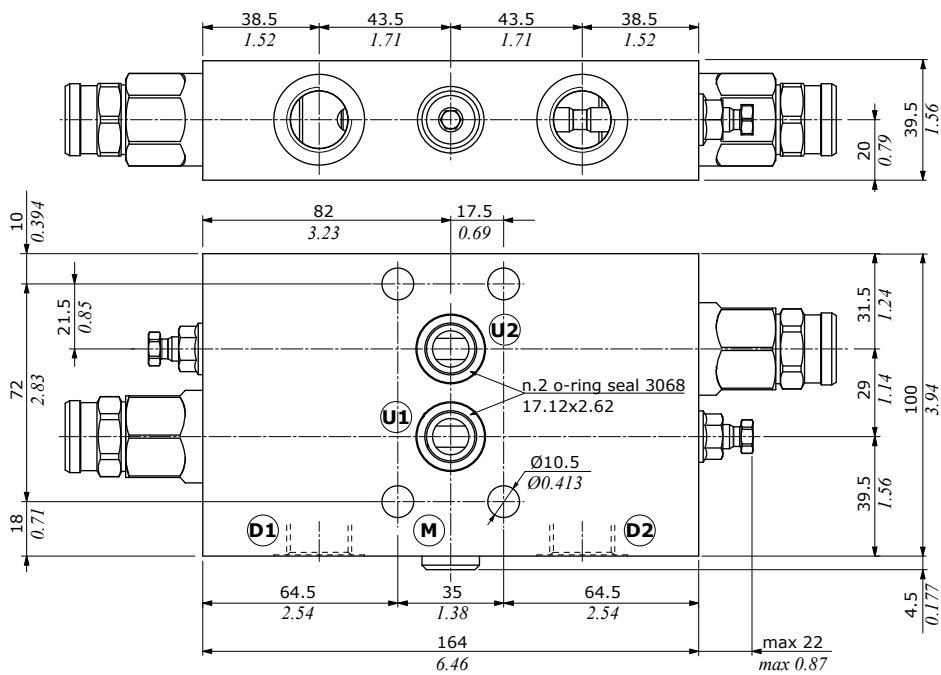 38.5 43.5 43.5 38.5
1.52 1.71 1.71 1.52
39.5
1.56
20
0.79
10
0.394
82 17.5
3.23 0.69
21.5
0.85
72
2.83
18
0.71
U2
n.2 o-ring seal 3068
17.12x2.62
U1
Ø10.5
Ø0.413
D1 M D2
31.5
1.24
29
1.14
39.5
1.56
100
3.94
4.5
0.177
64.5 35 64.5
2.54 1.38 2.54
164 max 22
6.46 max 0.87